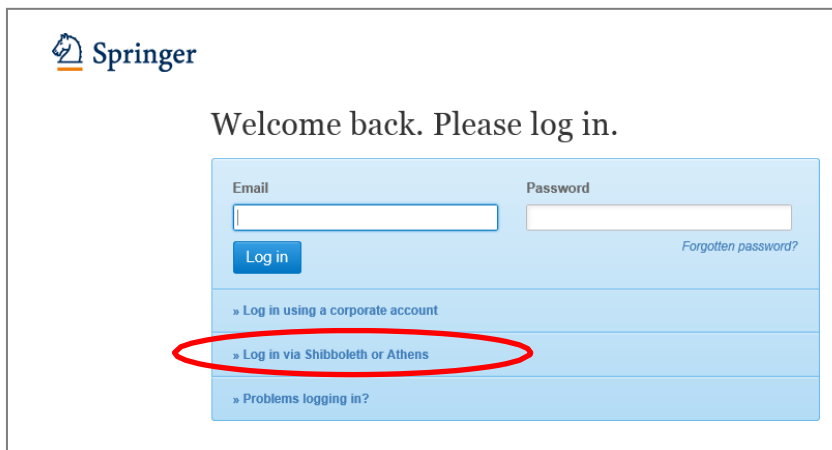 Springer
Welcome back. Please log in.
Email Password
Log in Forgotten password?
» Log in using a corporate account
» Log in via Shibboleth or Athens
» Problems logging in?